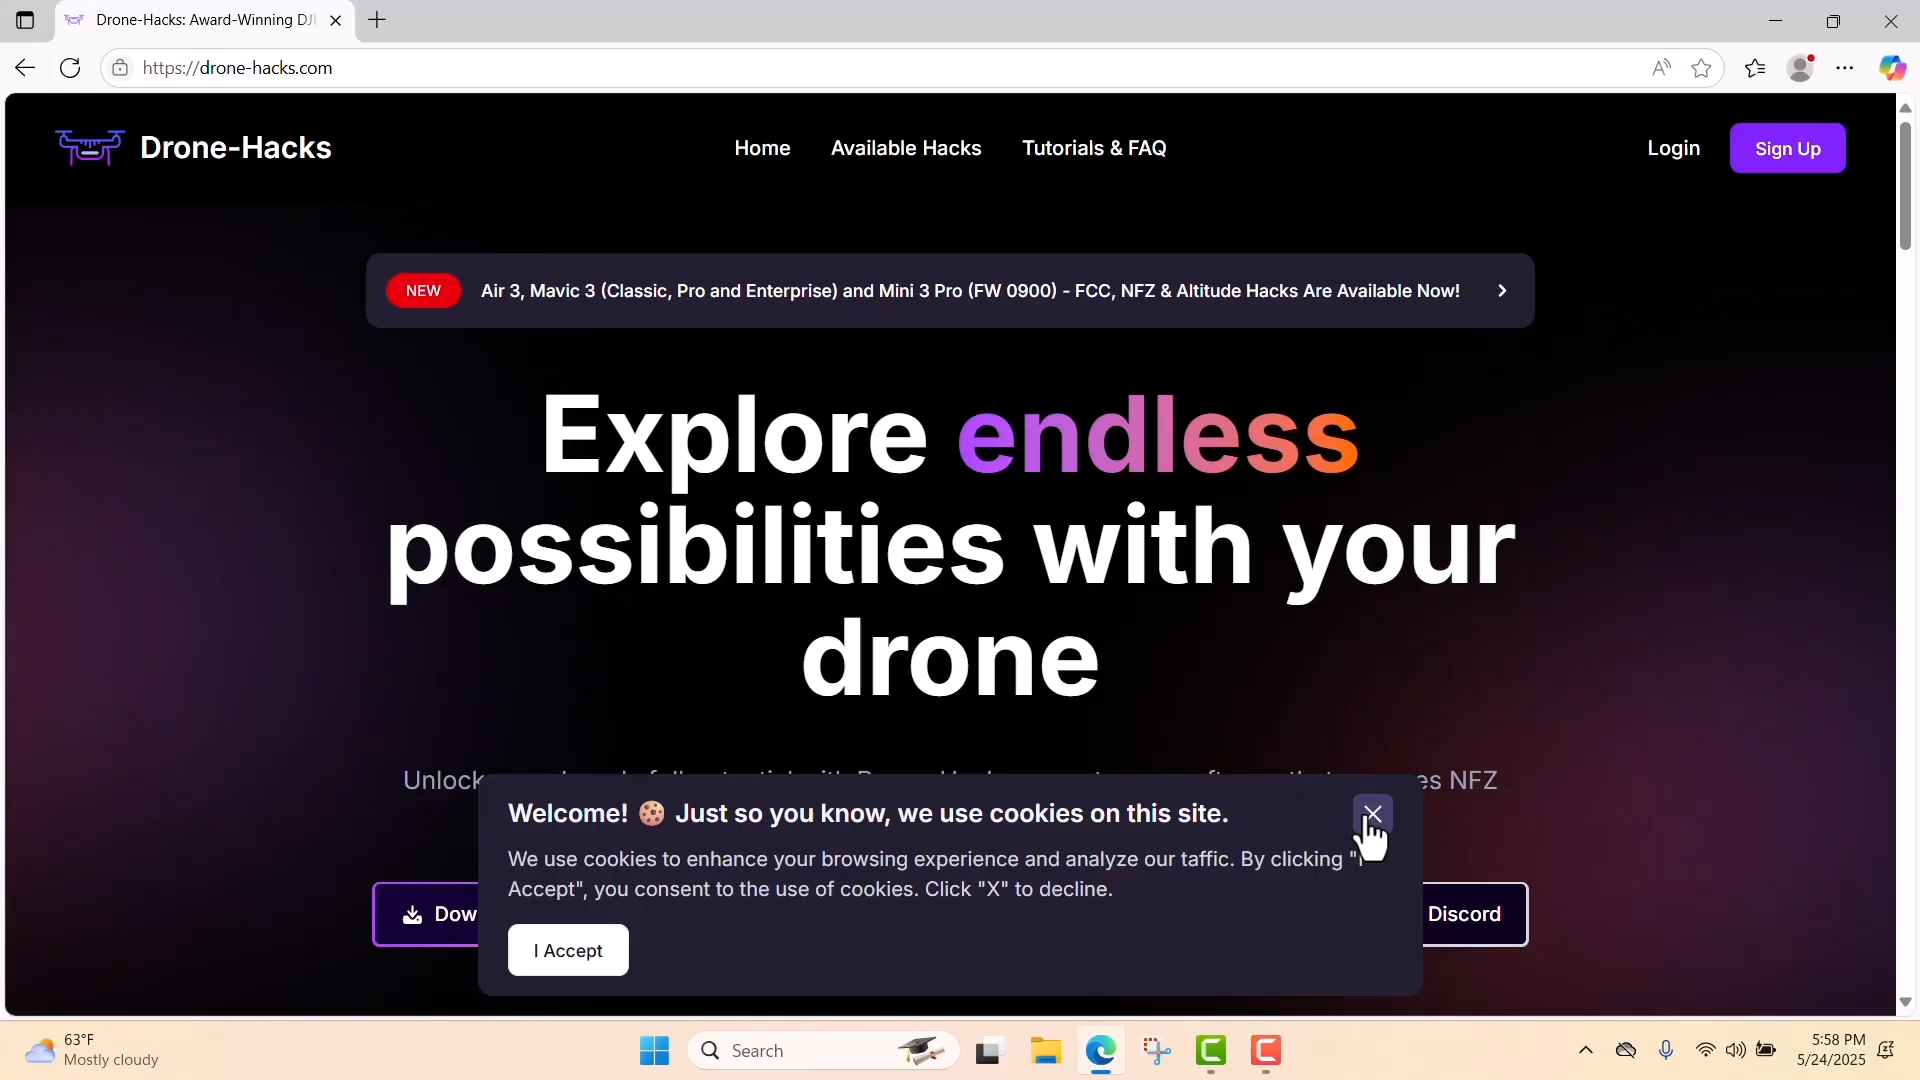 Drone-Hacks: Award-Winning DJI
https://drone-hacks.com
Drone-Hacks
Home
Available Hacks
Tutorials & FAQ
Login
Sign Up
NEW
Air 3, Mavic 3 (Classic, Pro and Enterprise) and Mini 3 Pro (FW 0900) - FCC, NFZ & Altitude Hacks Are Available Now!
Explore endless
possibilities with your
drone
Unlock
NFZ
Welcome! 🍪 Just so you know, we use cookies on this site.
We use cookies to enhance your browsing experience and analyze our taffic. By clicking "I
Accept", you consent to the use of cookies. Click "X" to decline.
Dow
Discord
I Accept
63°F
Mostly cloudy
Search
5:58 PM
5/24/2025